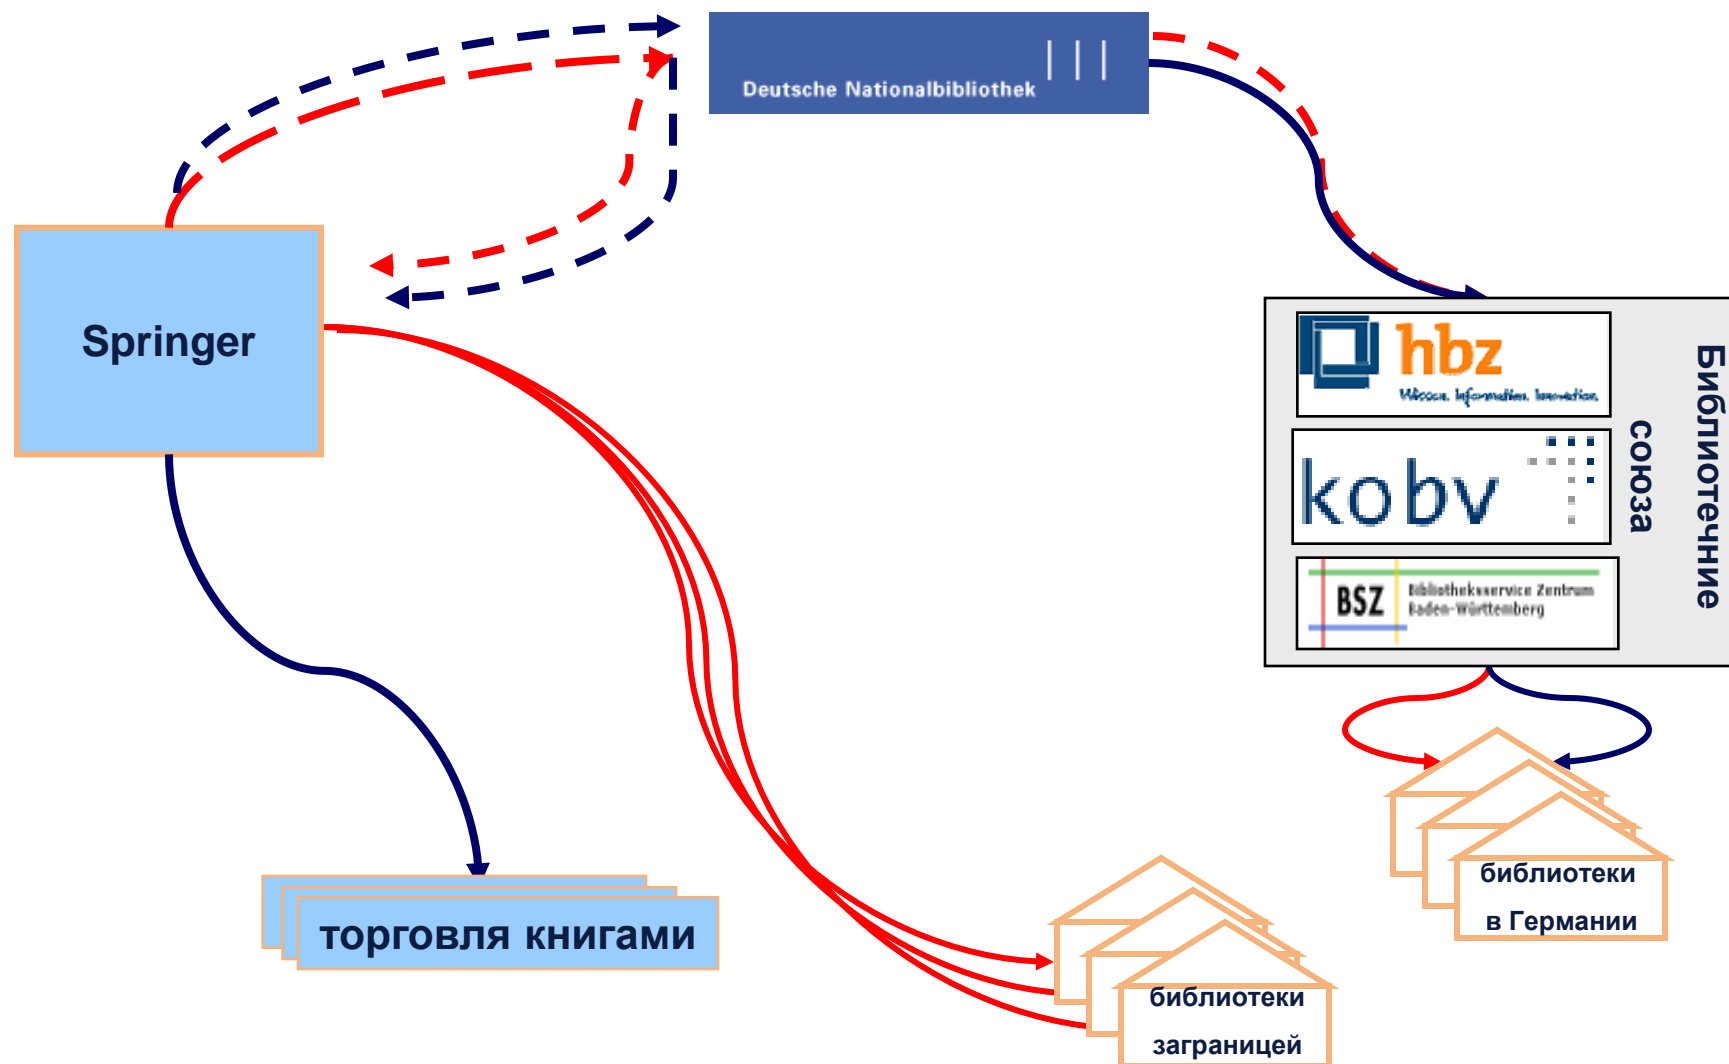 Deutsche Nationalbibliothek
Springer
hbz
Wissen. Information. Innovation.
kobv
BSZ
Bibliotheksservice Zentrum
Baden-Württemberg
Библиотечние
союза
библиотеки
в Германии
торговля книгами
библиотеки
заграницей